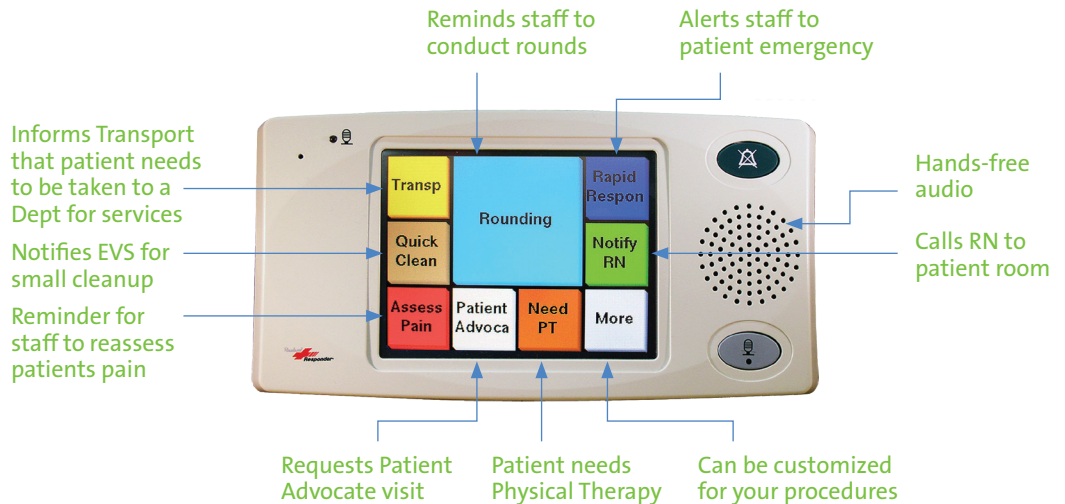 Reminds staff to
conduct rounds
Alerts staff to
patient emergency
Informs Transport
that patient needs
to be taken to a
Dept for services
Notifies EVS for
small cleanup
Reminder for
staff to reassess
patients pain
Transp
Rounding
Rapid
Respon
Quick
Clean
Notify
RN
Assess
Pain
Patient
Advoca
Need
PT
More
Responder
Hands-free
audio
Calls RN to
patient room
Requests Patient
Advocate visit
Patient needs
Physical Therapy
Can be customized
for your procedures